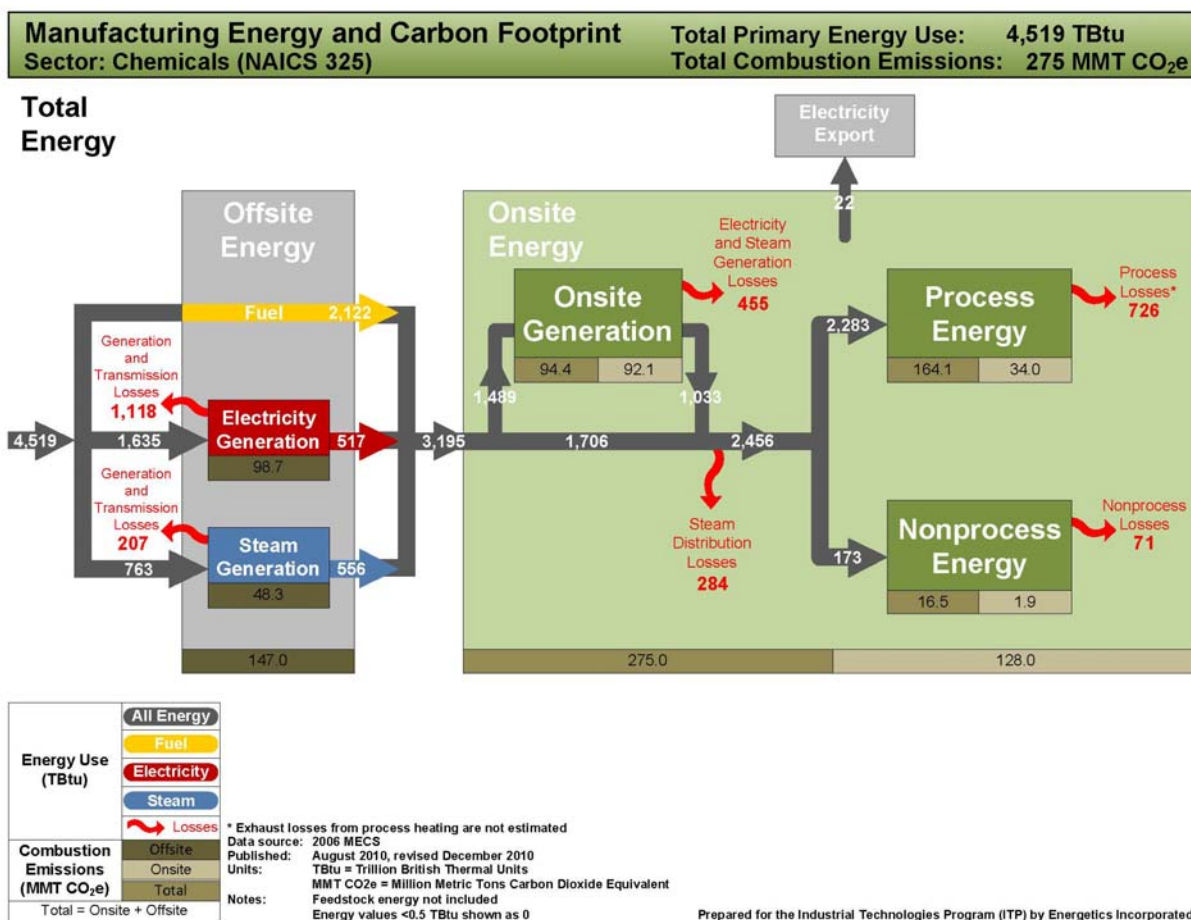 Manufacturing Energy and Carbon Footprint
Sector: Chemicals (NAICS 325)
Total Primary Energy Use: 4,519 TBtu
Total Combustion Emissions: 275 MMT CO₂e
Total
Energy
Electricity
Export
22
Offsite
Energy
Onsite
Energy
Fuel 2,122
Generation
and
Transmission
Losses
1,118
4,519
1,635
Electricity
Generation
517
98.7
Generation
and
Transmission
Losses
207
763
Steam
Generation
556
48.3
147.0
3,195
1,489
Onsite
Generation
94.4 92.1
Electricity
and Steam
Generation
Losses
455
1,033
1,706
2,456
Steam
Distribution
Losses
284
2,283
Process
Energy
164.1 34.0
Process
Losses*
726
173
Nonprocess
Energy
16.5 1.9
Nonprocess
Losses
71
275.0 128.0
Energy Use
(TBtu)
All Energy
Fuel
Electricity
Steam
Losses
Combustion
Emissions
(MMT CO₂e)
Offsite
Onsite
Total
Total = Onsite + Offsite
* Exhaust losses from process heating are not estimated
Data source: 2006 MECS
Published: August 2010, revised December 2010
Units: TBtu = Trillion British Thermal Units
MMT CO2e = Million Metric Tons Carbon Dioxide Equivalent
Notes: Feedstock energy not included
Energy values <0.5 TBtu shown as 0
Prepared for the Industrial Technologies Program (ITP) by Energetics Incorporated